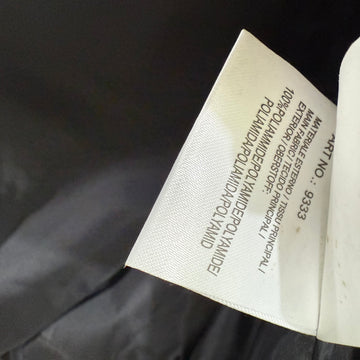 ART NO.: 9333
MATERIALE ESTERNO / TISSU PRINCIPAL /
MAIN FABRIC / TECIDO PRINCIPAL /
EXTERIOR / OBERSTOFF:
100%POLIAMMIDE/POLYAMIDE/POLYAMIDE/
POLIAMIDA/POLIAMIDA/POLYAMID